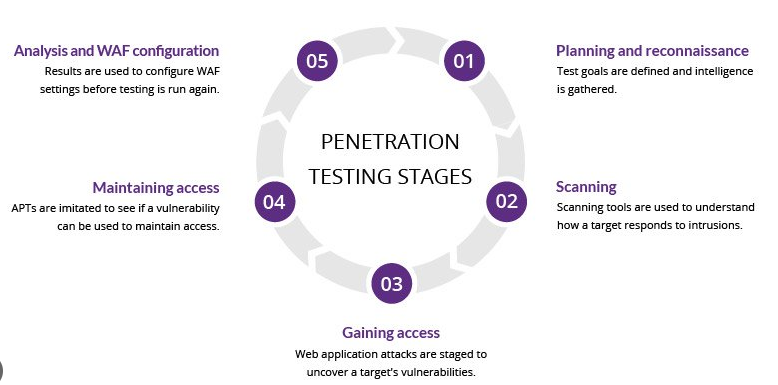 PENETRATION
TESTING STAGES
01
Planning and reconnaissance
Test goals are defined and intelligence
is gathered.
02
Scanning
Scanning tools are used to understand
how a target responds to intrusions.
03
Gaining access
Web application attacks are staged to
uncover a target's vulnerabilities.
04
Maintaining access
APTs are imitated to see if a vulnerability
can be used to maintain access.
05
Analysis and WAF configuration
Results are used to configure WAF
settings before testing is run again.